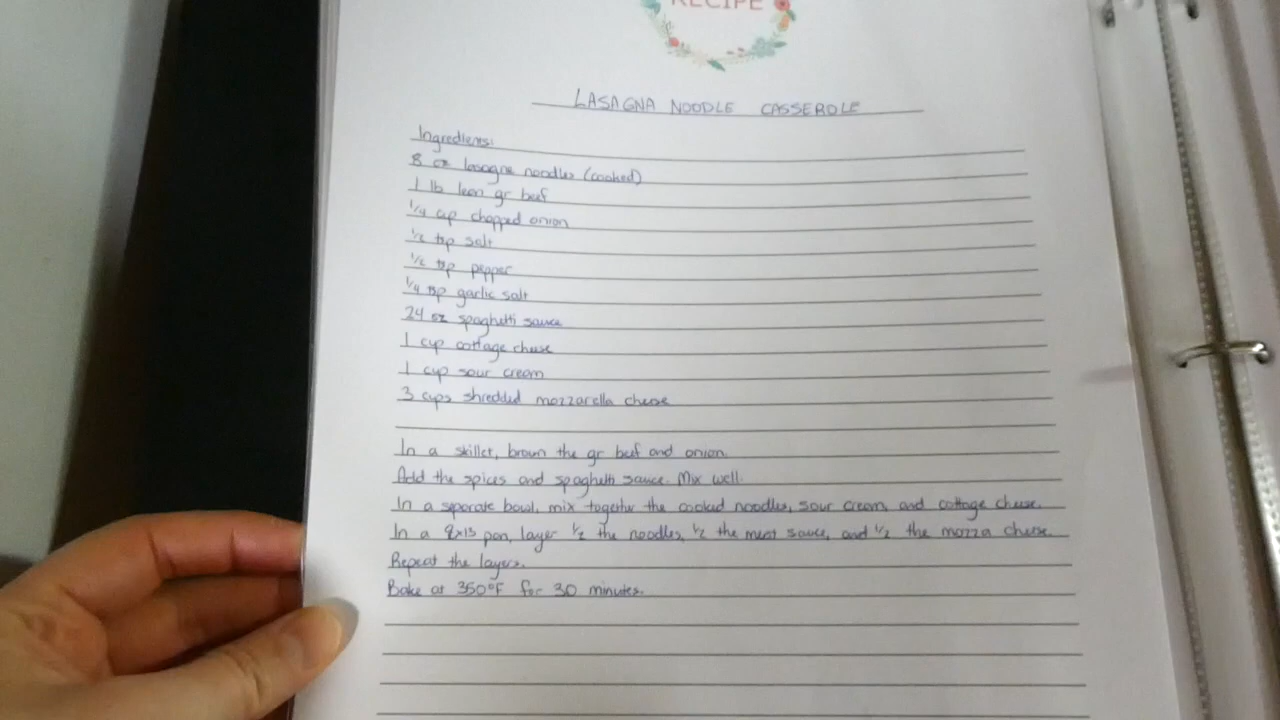 RECIPE
LASAGNA NOODLE CASSEROLE
Ingredients:
8 oz lasagna noodles (cooked)
1 lb lean gr beef
1/4 cup chopped onion
1/2 tsp salt
1/2 tsp pepper
1/4 tsp garlic salt
24 oz spaghetti sauce
1 cup cottage cheese
1 cup sour cream
3 cups shredded mozzarella cheese
In a skillet, brown the gr beef and onion.
Add the spices and spaghetti sauce. Mix well.
In a separate bowl, mix together the cooked noodles, sour cream, and cottage cheese.
In a 9x13 pan, layer 1/2 the noodles, 1/2 the meat sauce, and 1/2 the mozza cheese.
Repeat the layers.
Bake at 350°F for 30 minutes.